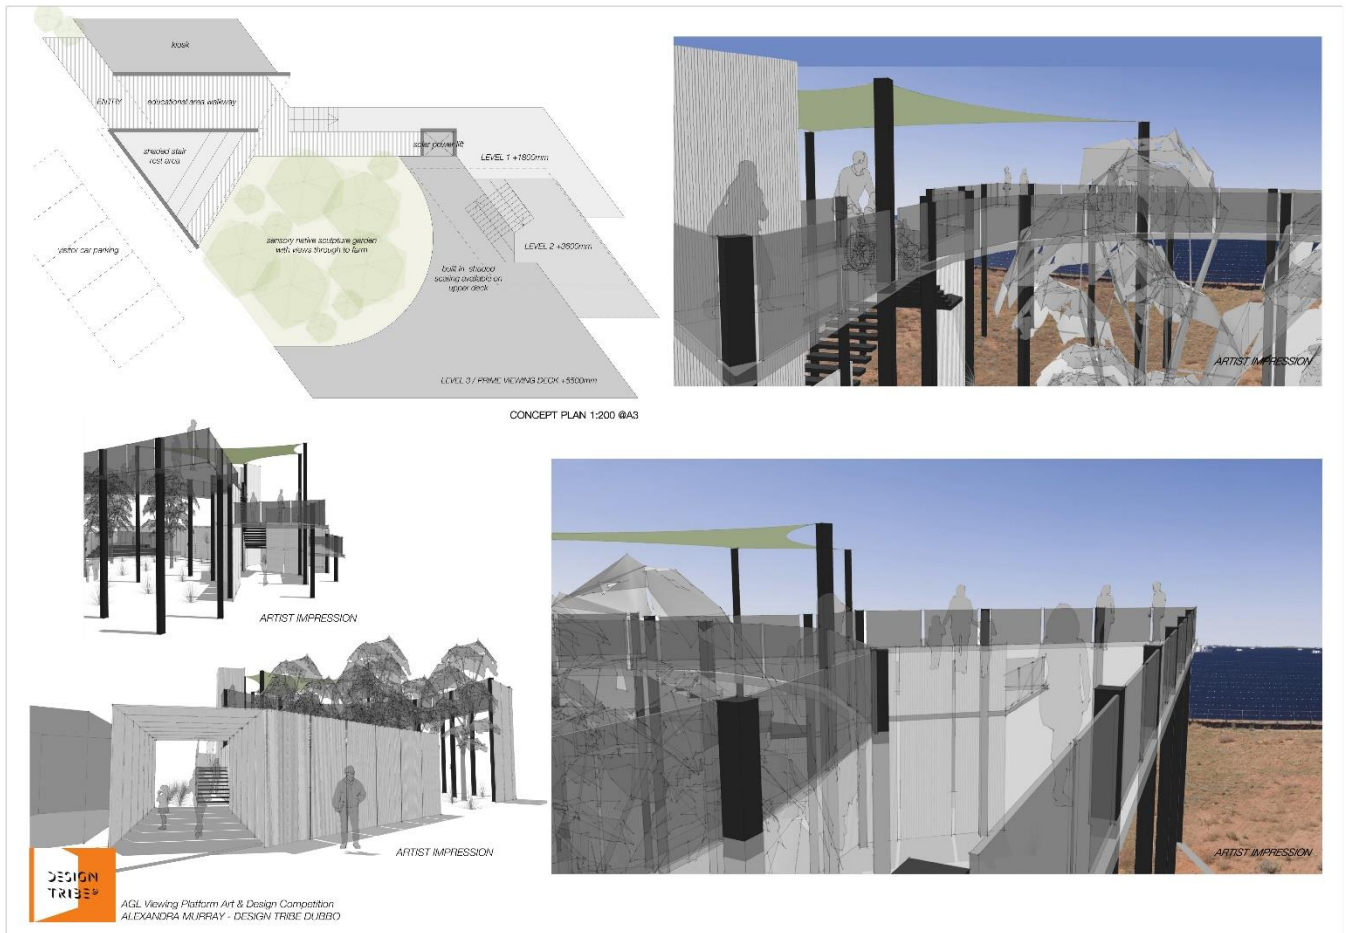 kiosk
ENTRY
educational area walkway
shaded stair
rest area
solar power lift
LEVEL 1 +1800mm
visitor car parking
sensory native sculpture garden
with views through to farm
LEVEL 2 +3600mm
built in shaded
seating available on
upper deck
LEVEL 3 / PRIME VIEWING DECK +5500mm
CONCEPT PLAN 1:200 @A3
ARTIST IMPRESSION
ARTIST IMPRESSION
ARTIST IMPRESSION
ARTIST IMPRESSION
DESIGN
TRIBE
AGL Viewing Platform Art & Design Competition
ALEXANDRA MURRAY - DESIGN TRIBE DUBBO